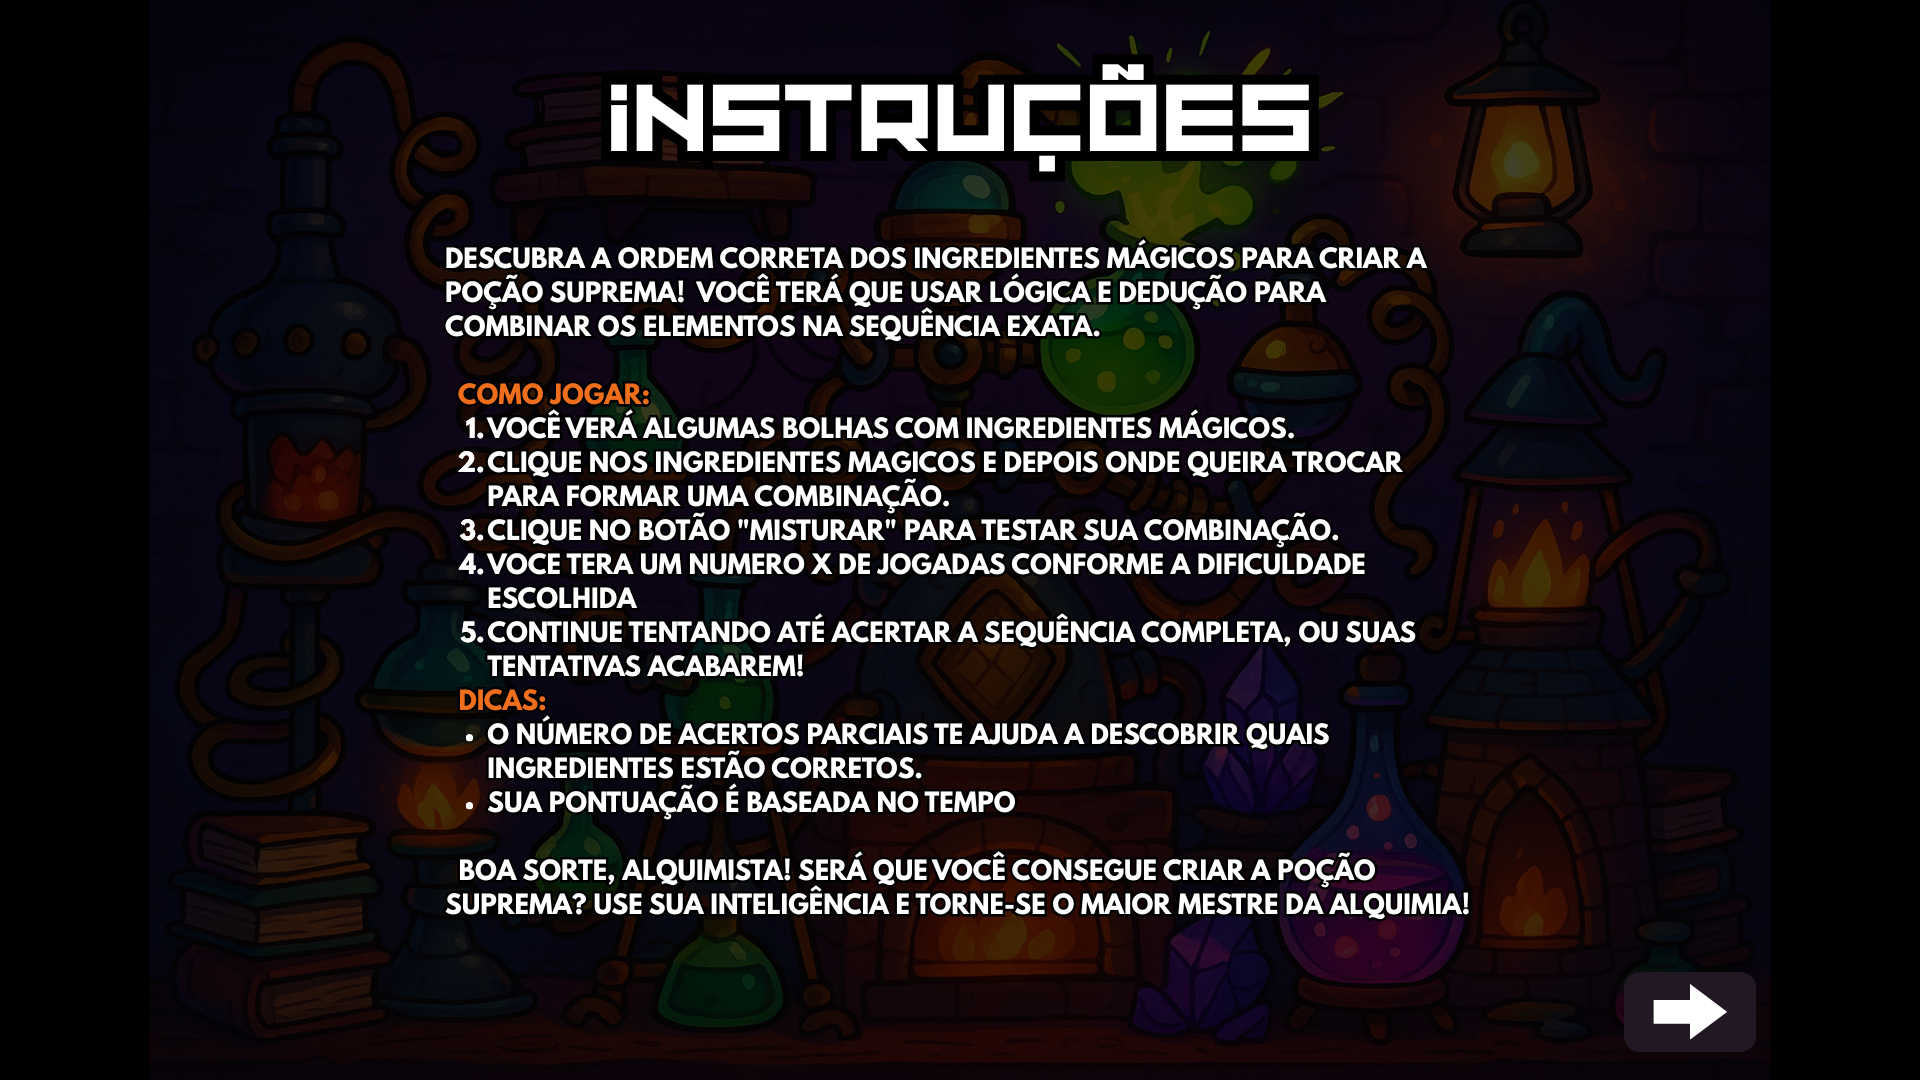 INSTRUÇÕES
DESCUBRA A ORDEM CORRETA DOS INGREDIENTES MÁGICOS PARA CRIAR A
POÇÃO SUPREMA! VOCÊ TERÁ QUE USAR LÓGICA E DEDUÇÃO PARA
COMBINAR OS ELEMENTOS NA SEQUÊNCIA EXATA.
COMO JOGAR:
1. VOCÊ VERÁ ALGUMAS BOLHAS COM INGREDIENTES MÁGICOS.
2. CLIQUE NOS INGREDIENTES MAGICOS E DEPOIS ONDE QUEIRA TROCAR
PARA FORMAR UMA COMBINAÇÃO.
3. CLIQUE NO BOTÃO "MISTURAR" PARA TESTAR SUA COMBINAÇÃO.
4. VOCE TERA UM NUMERO X DE JOGADAS CONFORME A DIFICULDADE
ESCOLHIDA
5. CONTINUE TENTANDO ATÉ ACERTAR A SEQUÊNCIA COMPLETA, OU SUAS
TENTATIVAS ACABAREM!
DICAS:
• O NÚMERO DE ACERTOS PARCIAIS TE AJUDA A DESCOBRIR QUAIS
INGREDIENTES ESTÃO CORRETOS.
• SUA PONTUAÇÃO É BASEADA NO TEMPO
BOA SORTE, ALQUIMISTA! SERÁ QUE VOCÊ CONSEGUE CRIAR A POÇÃO
SUPREMA? USE SUA INTELIGÊNCIA E TORNE-SE O MAIOR MESTRE DA ALQUIMIA!